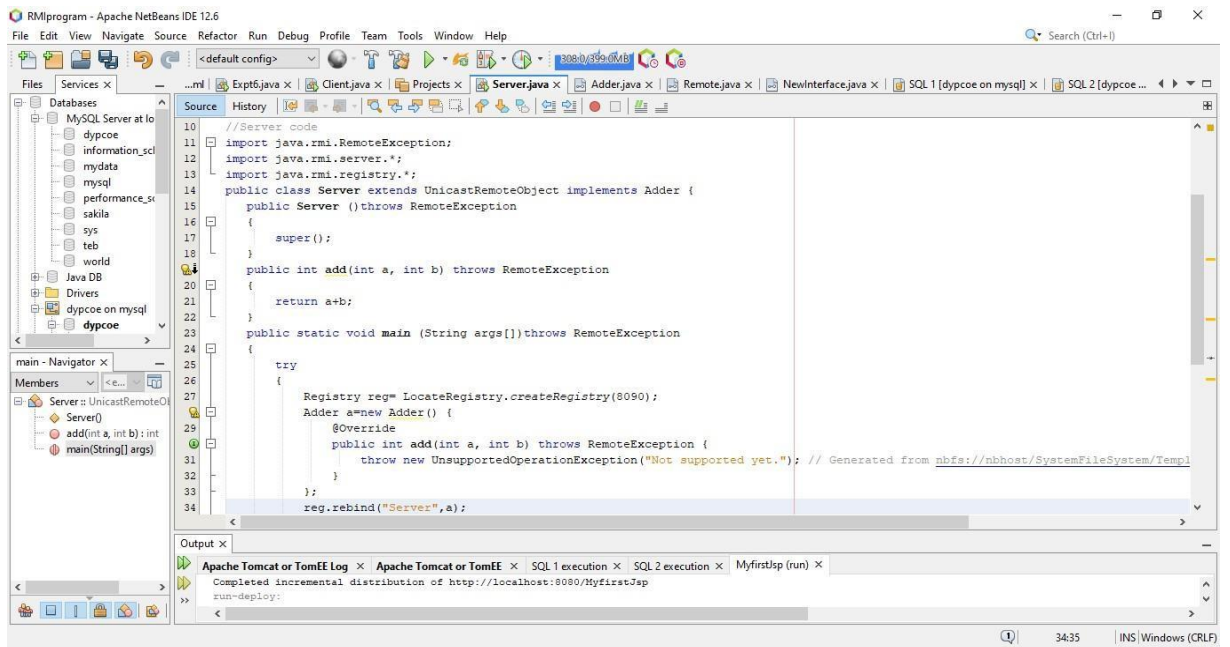 RMIprogram - Apache NetBeans IDE 12.6
File Edit View Navigate Source Refactor Run Debug Profile Team Tools Window Help
Search (Ctrl+I)
<default config>
308.0/399.0MB
Files Services × ...ml Expt6.java × Client.java × Projects × Server.java × Adder.java × Remote.java × NewInterface.java × SQL 1 [dypcoe on mysql] × SQL 2 [dypcoe ...
Databases
MySQL Server at lo
dypcoe
information_scl
mydata
mysql
performance_sc
sakila
sys
teb
world
Java DB
Drivers
dypcoe on mysql
dypcoe
main - Navigator ×
Members <e...
Server :: UnicastRemoteOl
Server()
add(int a, int b) : int
main(String[] args)
Source History
10 //Server code
11 import java.rmi.RemoteException;
12 import java.rmi.server.*;
13 import java.rmi.registry.*;
14 public class Server extends UnicastRemoteObject implements Adder {
15 public Server ()throws RemoteException
16 {
17 super();
18 }
public int add(int a, int b) throws RemoteException
20 {
21 return a+b;
22 }
23 public static void main (String args[])throws RemoteException
24 {
25 try
26 {
27 Registry reg= LocateRegistry.createRegistry(8090);
Adder a=new Adder() {
29 @Override
public int add(int a, int b) throws RemoteException {
31 throw new UnsupportedOperationException("Not supported yet."); // Generated from nbfs://nbhost/SystemFileSystem/Templ
32 }
33 };
34 reg.rebind("Server",a);
Output ×
Apache Tomcat or TomEE Log × Apache Tomcat or TomEE × SQL 1 execution × SQL 2 execution × MyfirstJsp (run) ×
Completed incremental distribution of http://localhost:8080/MyfirstJsp
run-deploy:
34:35 INS Windows (CRLF)